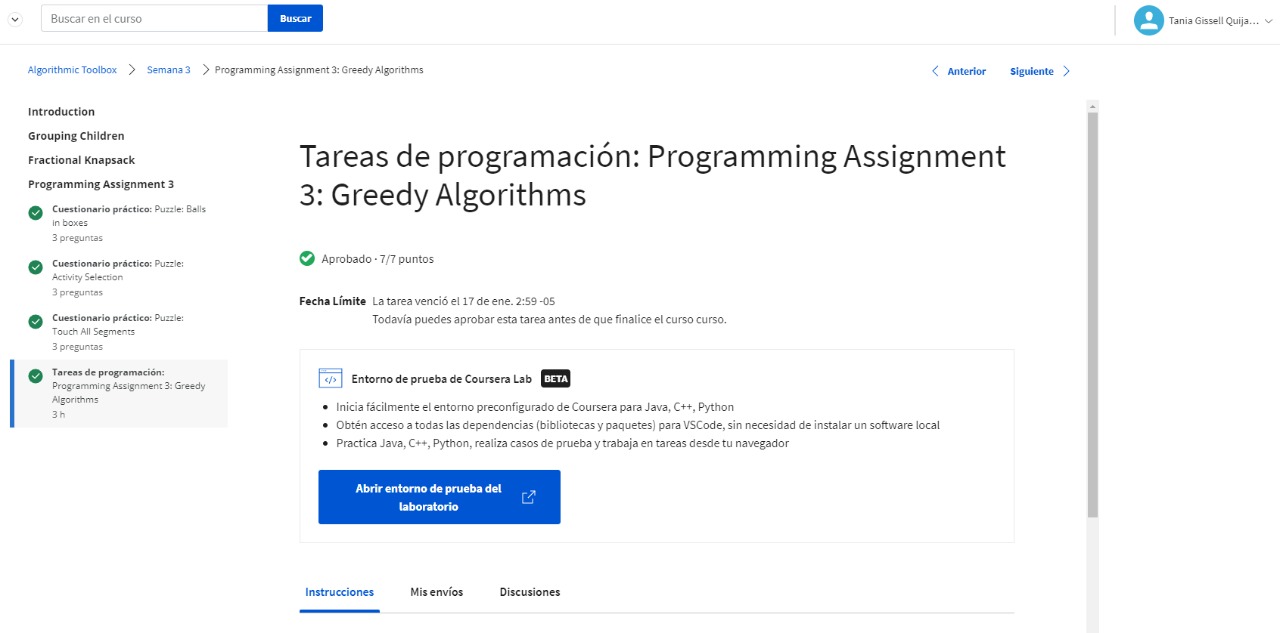 Buscar en el curso
Buscar
Tania Gissell Quija...
Algorithmic Toolbox > Semana 3 > Programming Assignment 3: Greedy Algorithms
Anterior
Siguiente
Introduction
Grouping Children
Fractional Knapsack
Programming Assignment 3
Cuestionario práctico: Puzzle: Balls
in boxes
3 preguntas
Cuestionario práctico: Puzzle:
Activity Selection
3 preguntas
Cuestionario práctico: Puzzle:
Touch All Segments
3 preguntas
Tareas de programación:
Programming Assignment 3: Greedy
Algorithms
3 h
Tareas de programación: Programming Assignment
3: Greedy Algorithms
Aprobado · 7/7 puntos
Fecha Límite La tarea venció el 17 de ene. 2:59 -05
Todavía puedes aprobar esta tarea antes de que finalice el curso curso.
</> Entorno de prueba de Coursera Lab BETA
• Inicia fácilmente el entorno preconfigurado de Coursera para Java, C++, Python
• Obtén acceso a todas las dependencias (bibliotecas y paquetes) para VSCode, sin necesidad de instalar un software local
• Practica Java, C++, Python, realiza casos de prueba y trabaja en tareas desde tu navegador
Abrir entorno de prueba del
laboratorio
Instrucciones
Mis envíos
Discusiones